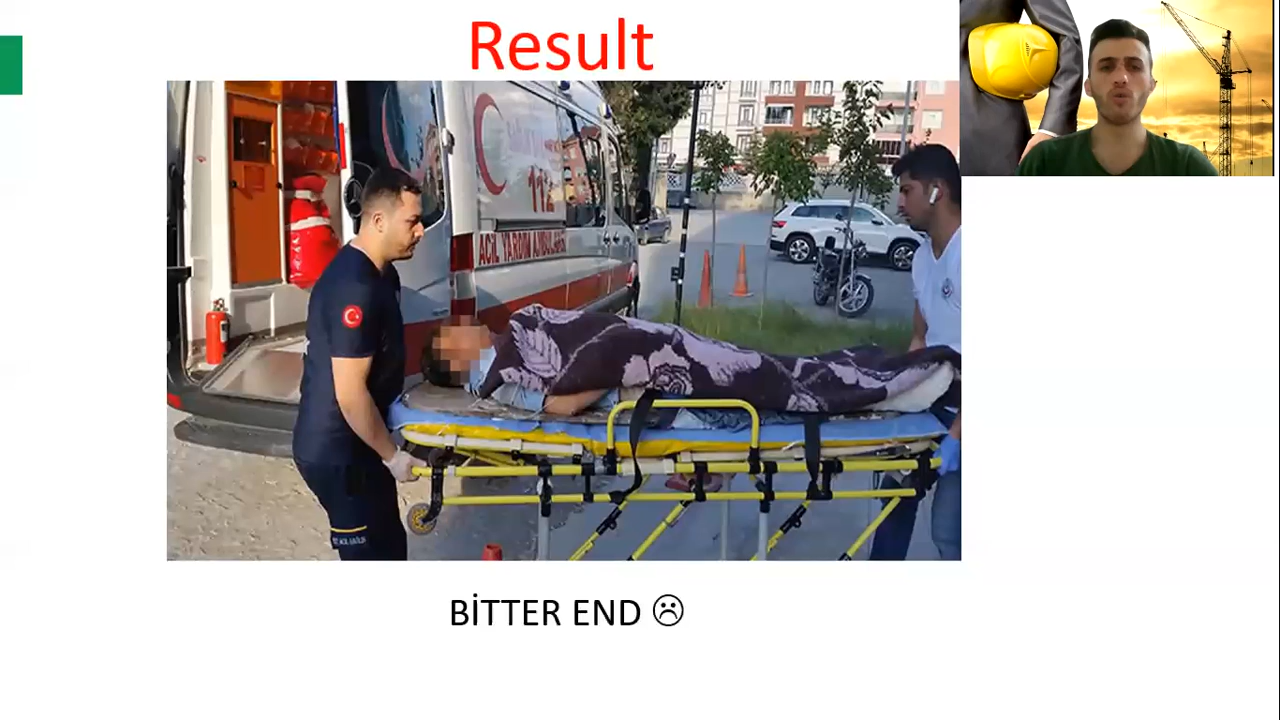 Result
112
ACİL YARDIM AMBULANSI
BİTTER END ☹